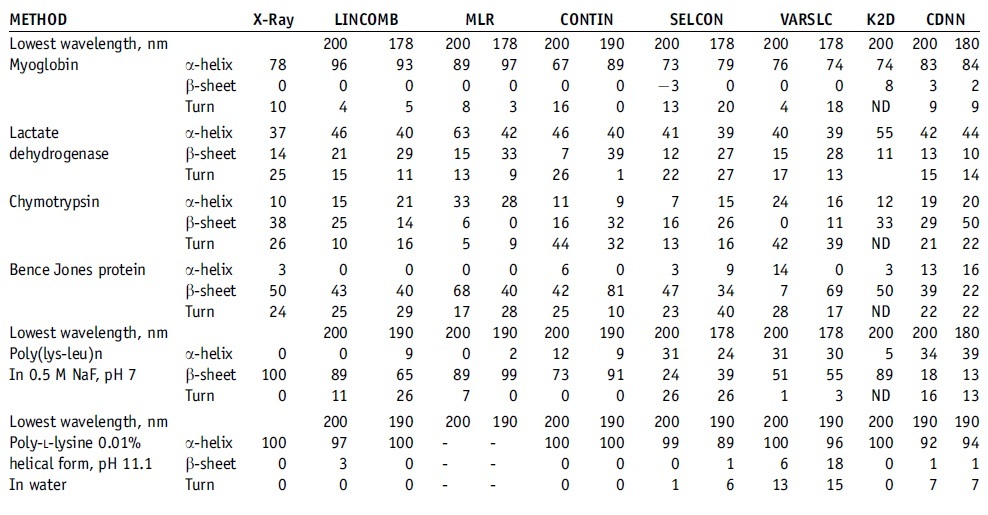 METHOD X-Ray LINCOMB MLR CONTIN SELCON VARSLC K2D CDNN
Lowest wavelength, nm 200 178 200 178 200 190 200 178 200 178 200 200 180
Myoglobin α-helix 78 96 93 89 97 67 89 73 79 76 74 74 83 84
β-sheet 0 0 0 0 0 0 0 −3 0 0 0 8 3 2
Turn 10 4 5 8 3 16 0 13 20 4 18 ND 9 9
Lactate α-helix 37 46 40 63 42 46 40 41 39 40 39 55 42 44
dehydrogenase β-sheet 14 21 29 15 33 7 39 12 27 15 28 11 13 10
Turn 25 15 11 13 9 26 1 22 27 17 13 15 14
Chymotrypsin α-helix 10 15 21 33 28 11 9 7 15 24 16 12 19 20
β-sheet 38 25 14 6 0 16 32 16 26 0 11 33 29 50
Turn 26 10 16 5 9 44 32 13 16 42 39 ND 21 22
Bence Jones protein α-helix 3 0 0 0 0 6 0 3 9 14 0 3 13 16
β-sheet 50 43 40 68 40 42 81 47 34 7 69 50 39 22
Turn 24 25 29 17 28 25 10 23 40 28 17 ND 22 22
Lowest wavelength, nm 200 190 200 190 200 190 200 178 200 178 200 200 180
Poly(lys-leu)n α-helix 0 0 9 0 2 12 9 31 24 31 30 5 34 39
In 0.5 M NaF, pH 7 β-sheet 100 89 65 89 99 73 91 24 39 51 55 89 18 13
Turn 0 11 26 7 0 0 0 26 26 1 3 ND 16 13
Lowest wavelength, nm 200 190 200 190 200 190 200 190 200 190 200 190 190
Poly-L-lysine 0.01% α-helix 100 97 100 - - 100 100 99 89 100 96 100 92 94
helical form, pH 11.1 β-sheet 0 3 0 - - 0 0 0 1 6 18 0 1 1
In water Turn 0 0 0 - - 0 0 1 6 13 15 0 7 7